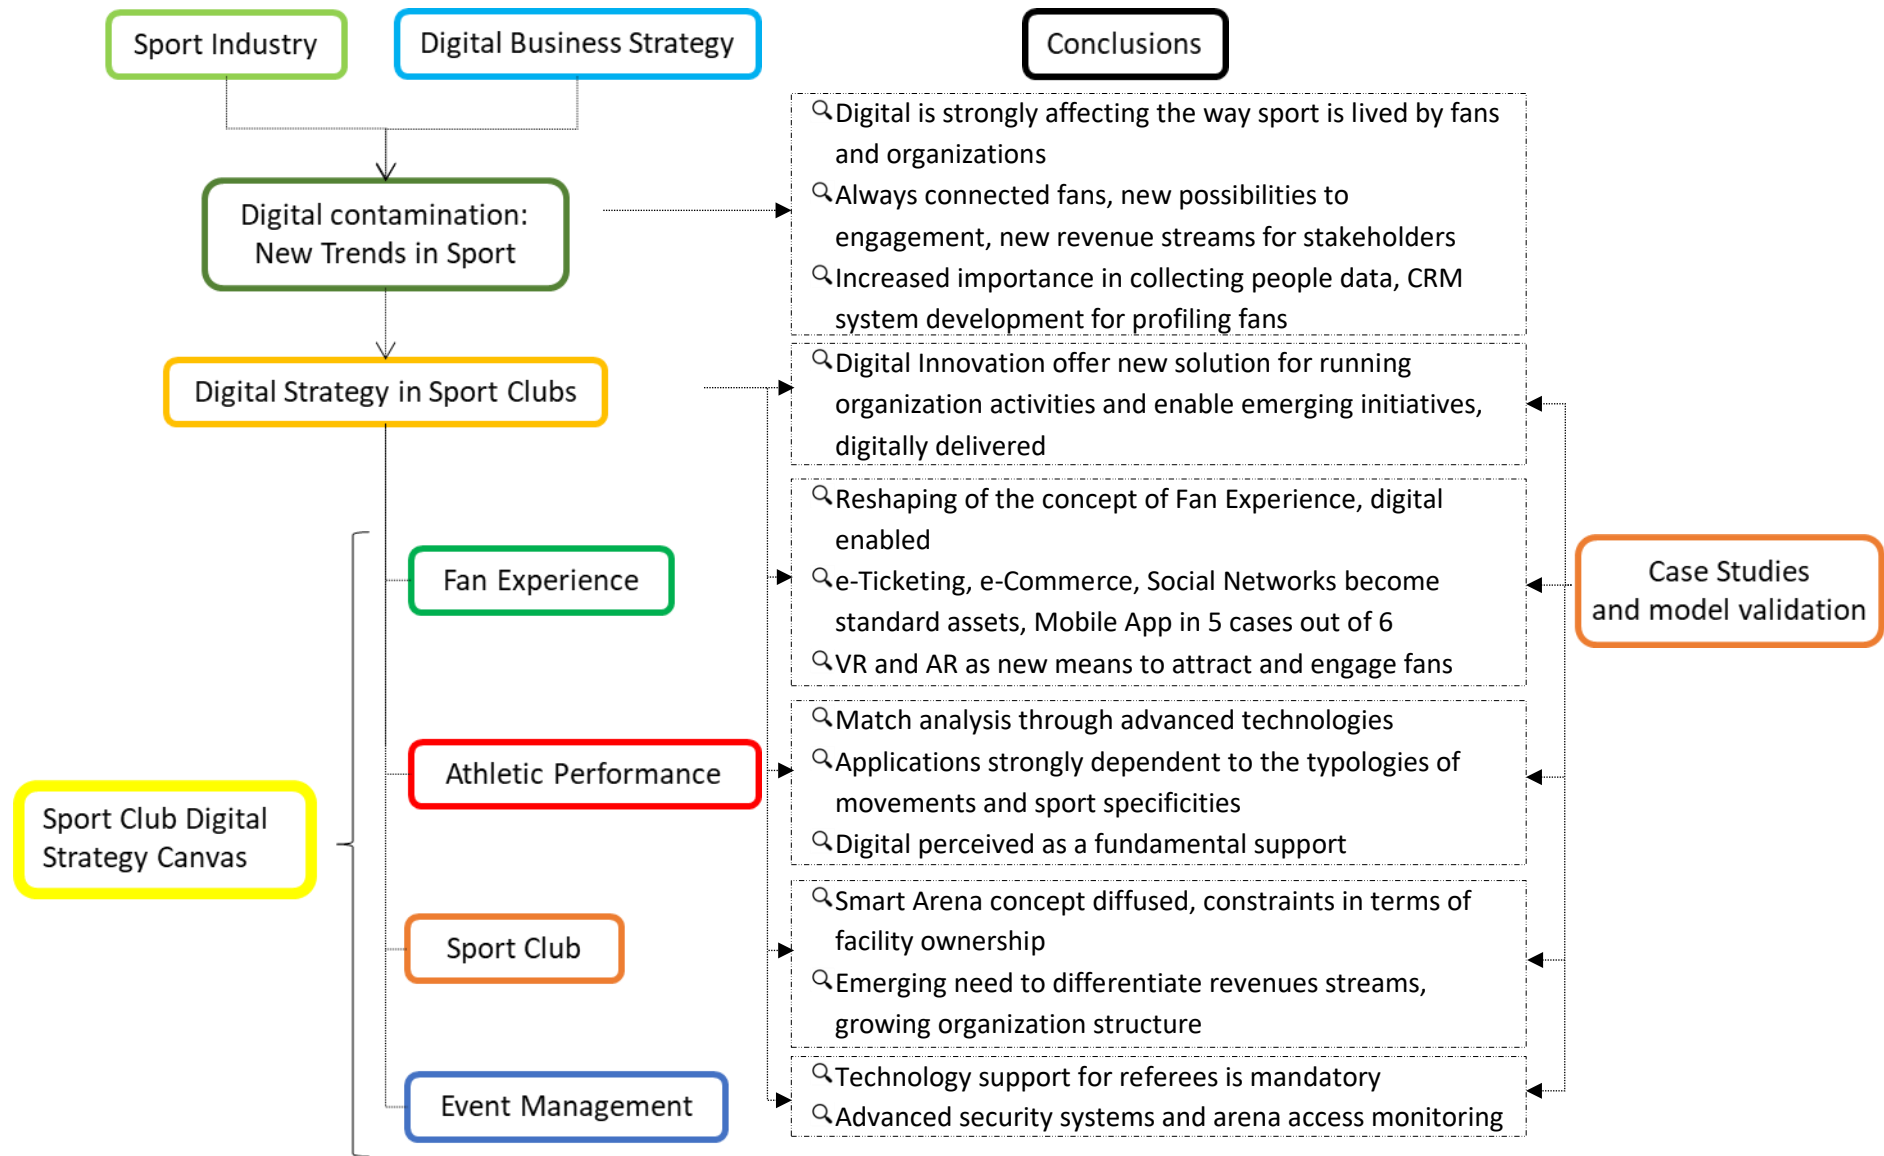 Sport Industry
Digital Business Strategy
Conclusions
Digital contamination:
New Trends in Sport
Digital is strongly affecting the way sport is lived by fans
and organizations
Always connected fans, new possibilities to
engagement, new revenue streams for stakeholders
Increased importance in collecting people data, CRM
system development for profiling fans
Digital Strategy in Sport Clubs
Digital Innovation offer new solution for running
organization activities and enable emerging initiatives,
digitally delivered
Fan Experience
Reshaping of the concept of Fan Experience, digital
enabled
e-Ticketing, e-Commerce, Social Networks become
standard assets, Mobile App in 5 cases out of 6
VR and AR as new means to attract and engage fans
Case Studies
and model validation
Athletic Performance
Match analysis through advanced technologies
Applications strongly dependent to the typologies of
movements and sport specificities
Digital perceived as a fundamental support
Sport Club Digital
Strategy Canvas
Sport Club
Smart Arena concept diffused, constraints in terms of
facility ownership
Emerging need to differentiate revenues streams,
growing organization structure
Event Management
Technology support for referees is mandatory
Advanced security systems and arena access monitoring